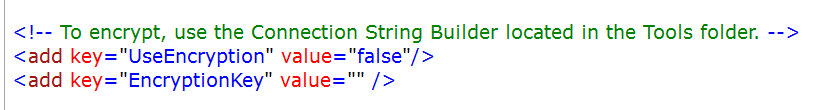 <!-- To encrypt, use the Connection String Builder located in the Tools folder. -->
<add key="UseEncryption" value="false"/>
<add key="EncryptionKey" value="" />